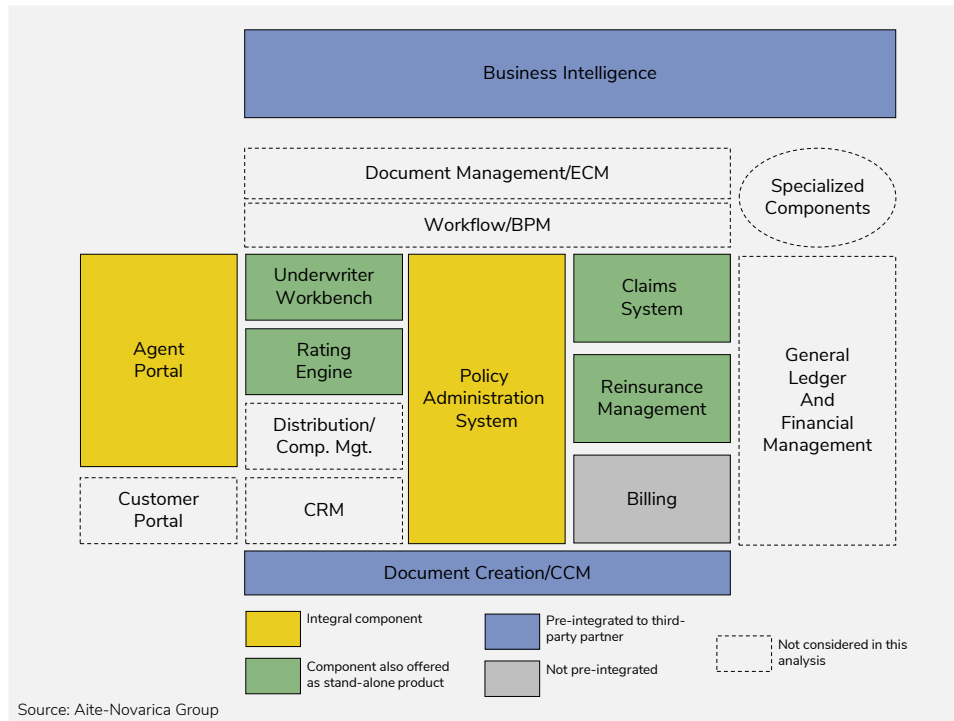 Business Intelligence
Document Management/ECM
Specialized
Components
Workflow/BPM
Agent
Portal
Underwriter
Workbench
Rating
Engine
Distribution/
Comp. Mgt.
Customer
Portal
CRM
Policy
Administration
System
Claims
System
Reinsurance
Management
Billing
General
Ledger
And
Financial
Management
Document Creation/CCM
Integral component
Component also offered
as stand-alone product
Pre-integrated to third-
party partner
Not pre-integrated
Not considered in this
analysis
Source: Aite-Novarica Group